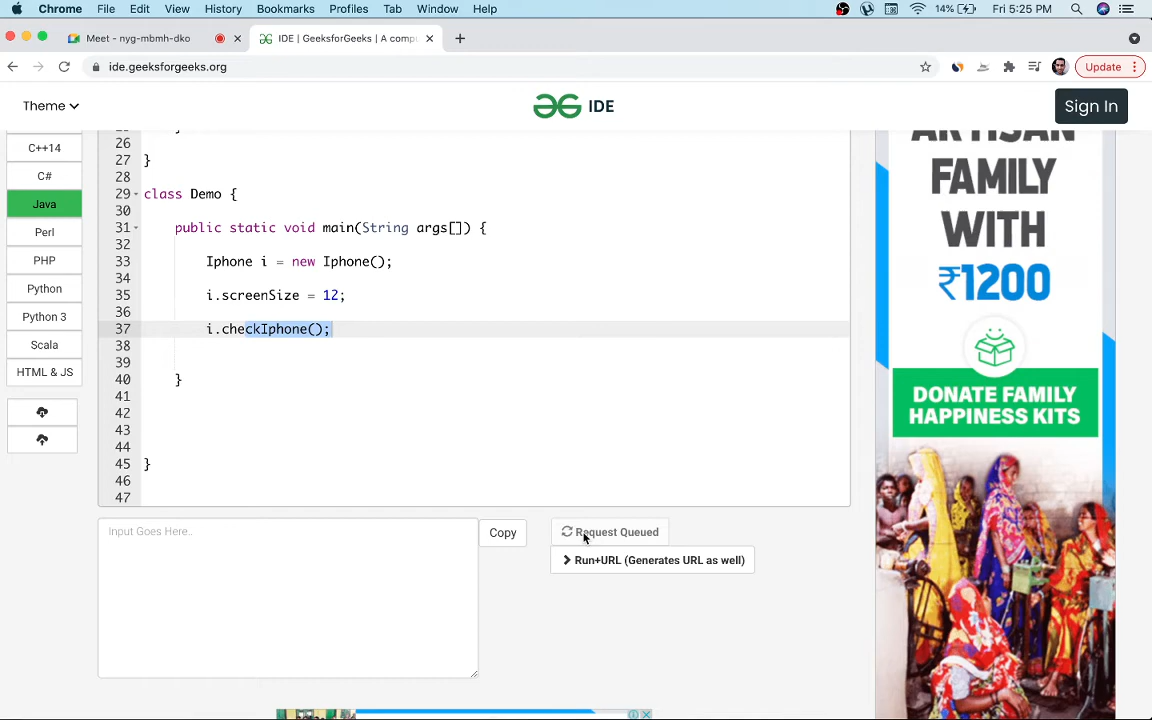 Chrome File Edit View History Bookmarks Profiles Tab Window Help 14% Fri 5:25 PM
Meet - nyg-mbmh-dko IDE | GeeksforGeeks | A comp
ide.geeksforgeeks.org Update
Theme IDE Sign In
C++14
C#
Java
Perl
PHP
Python
Python 3
Scala
HTML & JS
26
27 }
28
29 class Demo {
30
31 public static void main(String args[]) {
32
33 Iphone i = new Iphone();
34
35 i.screenSize = 12;
36
37 i.checkIphone();
38
39
40 }
41
42
43
44
45 }
46
47
Input Goes Here..
Copy
Request Queued
Run+URL (Generates URL as well)
ARTISAN
FAMILY
WITH
₹1200
DONATE FAMILY
HAPPINESS KITS